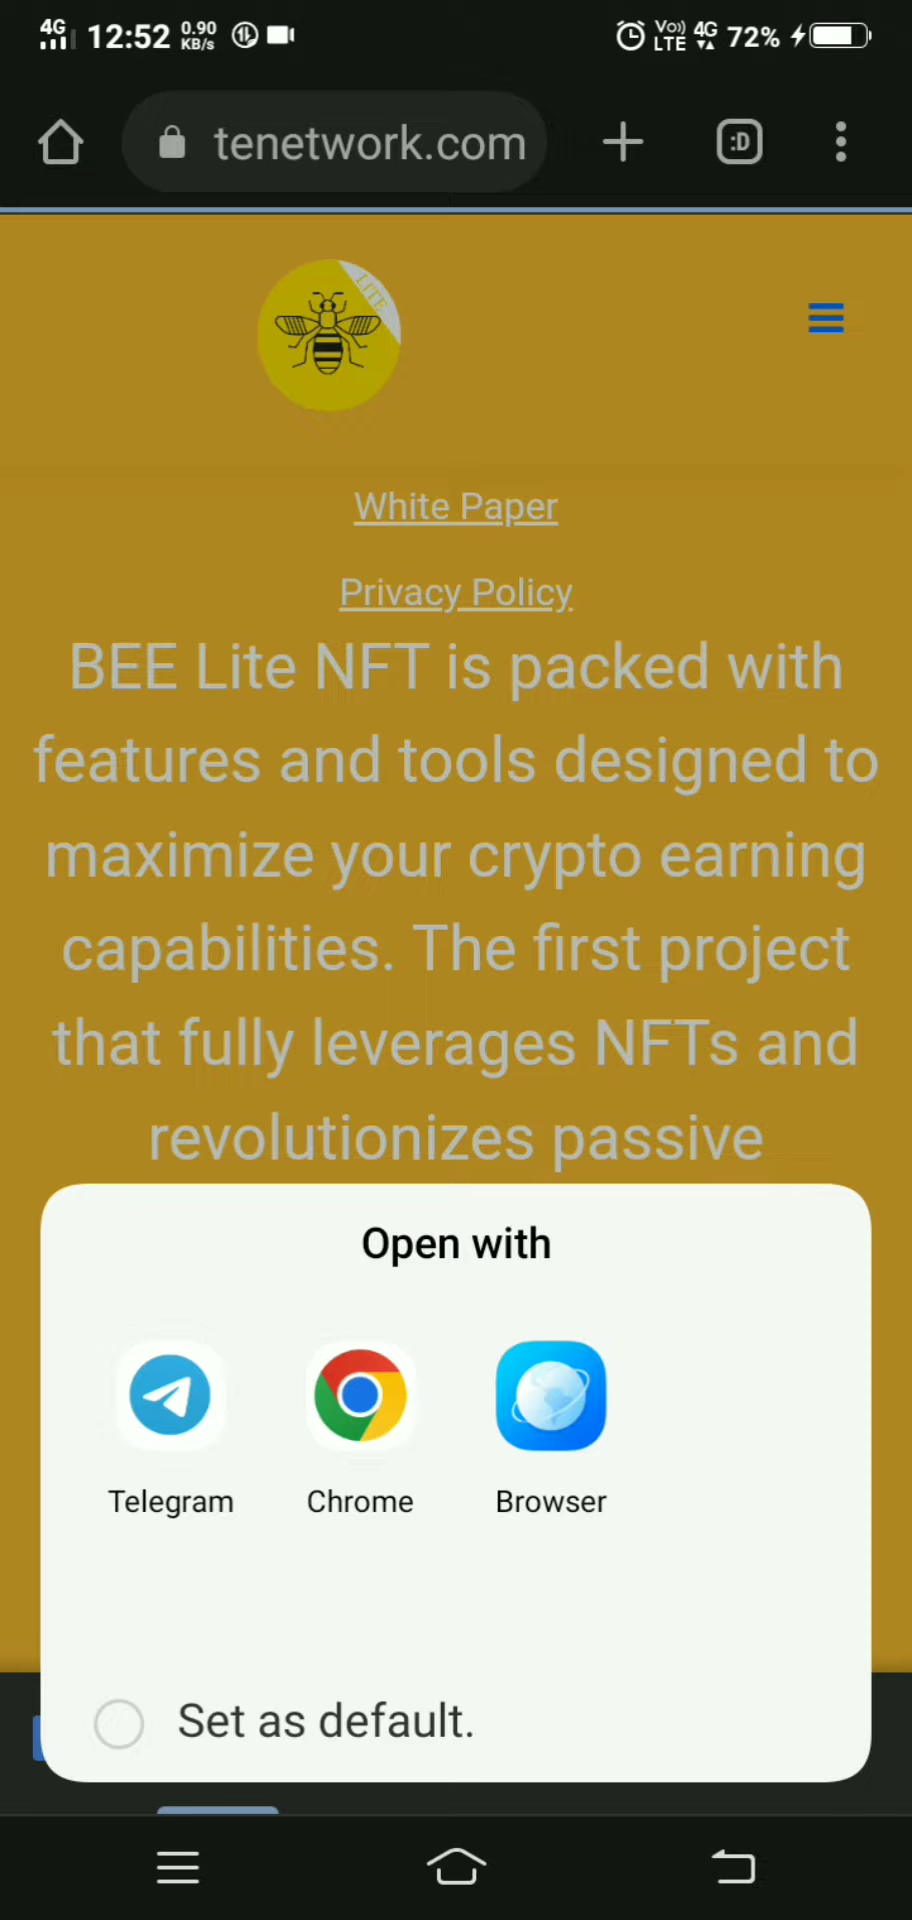 4G 12:52 0.90 KB/s Vo)) LTE 4G 72%
tenetwork.com :D
LITE
White Paper
Privacy Policy
BEE Lite NFT is packed with
features and tools designed to
maximize your crypto earning
capabilities. The first project
that fully leverages NFTs and
revolutionizes passive
Open with
Telegram Chrome Browser
Set as default.